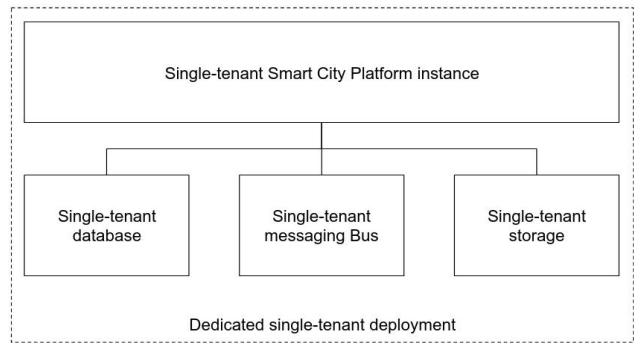 Single-tenant Smart City Platform instance
Single-tenant
database
Single-tenant
messaging Bus
Single-tenant
storage
Dedicated single-tenant deployment